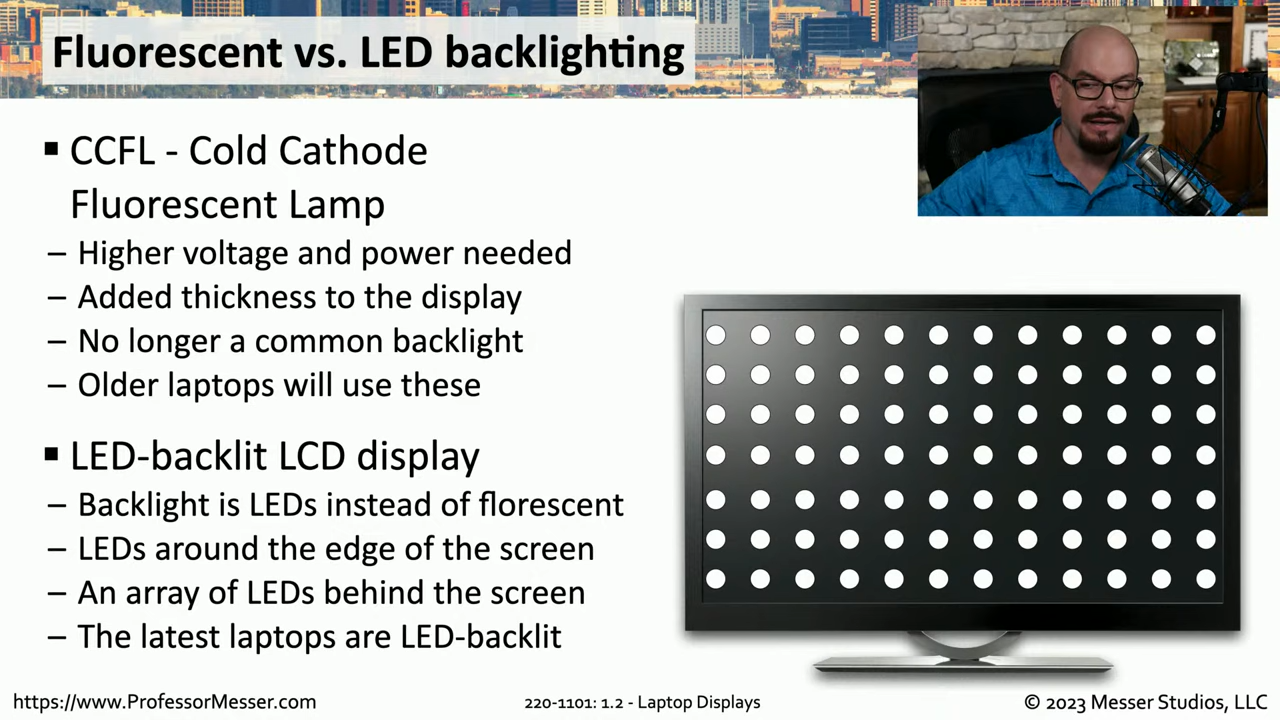 Fluorescent vs. LED backlighting
▪ CCFL - Cold Cathode
Fluorescent Lamp
– Higher voltage and power needed
– Added thickness to the display
– No longer a common backlight
– Older laptops will use these
▪ LED-backlit LCD display
– Backlight is LEDs instead of florescent
– LEDs around the edge of the screen
– An array of LEDs behind the screen
– The latest laptops are LED-backlit
https://www.ProfessorMesser.com
220-1101: 1.2 - Laptop Displays
© 2023 Messer Studios, LLC